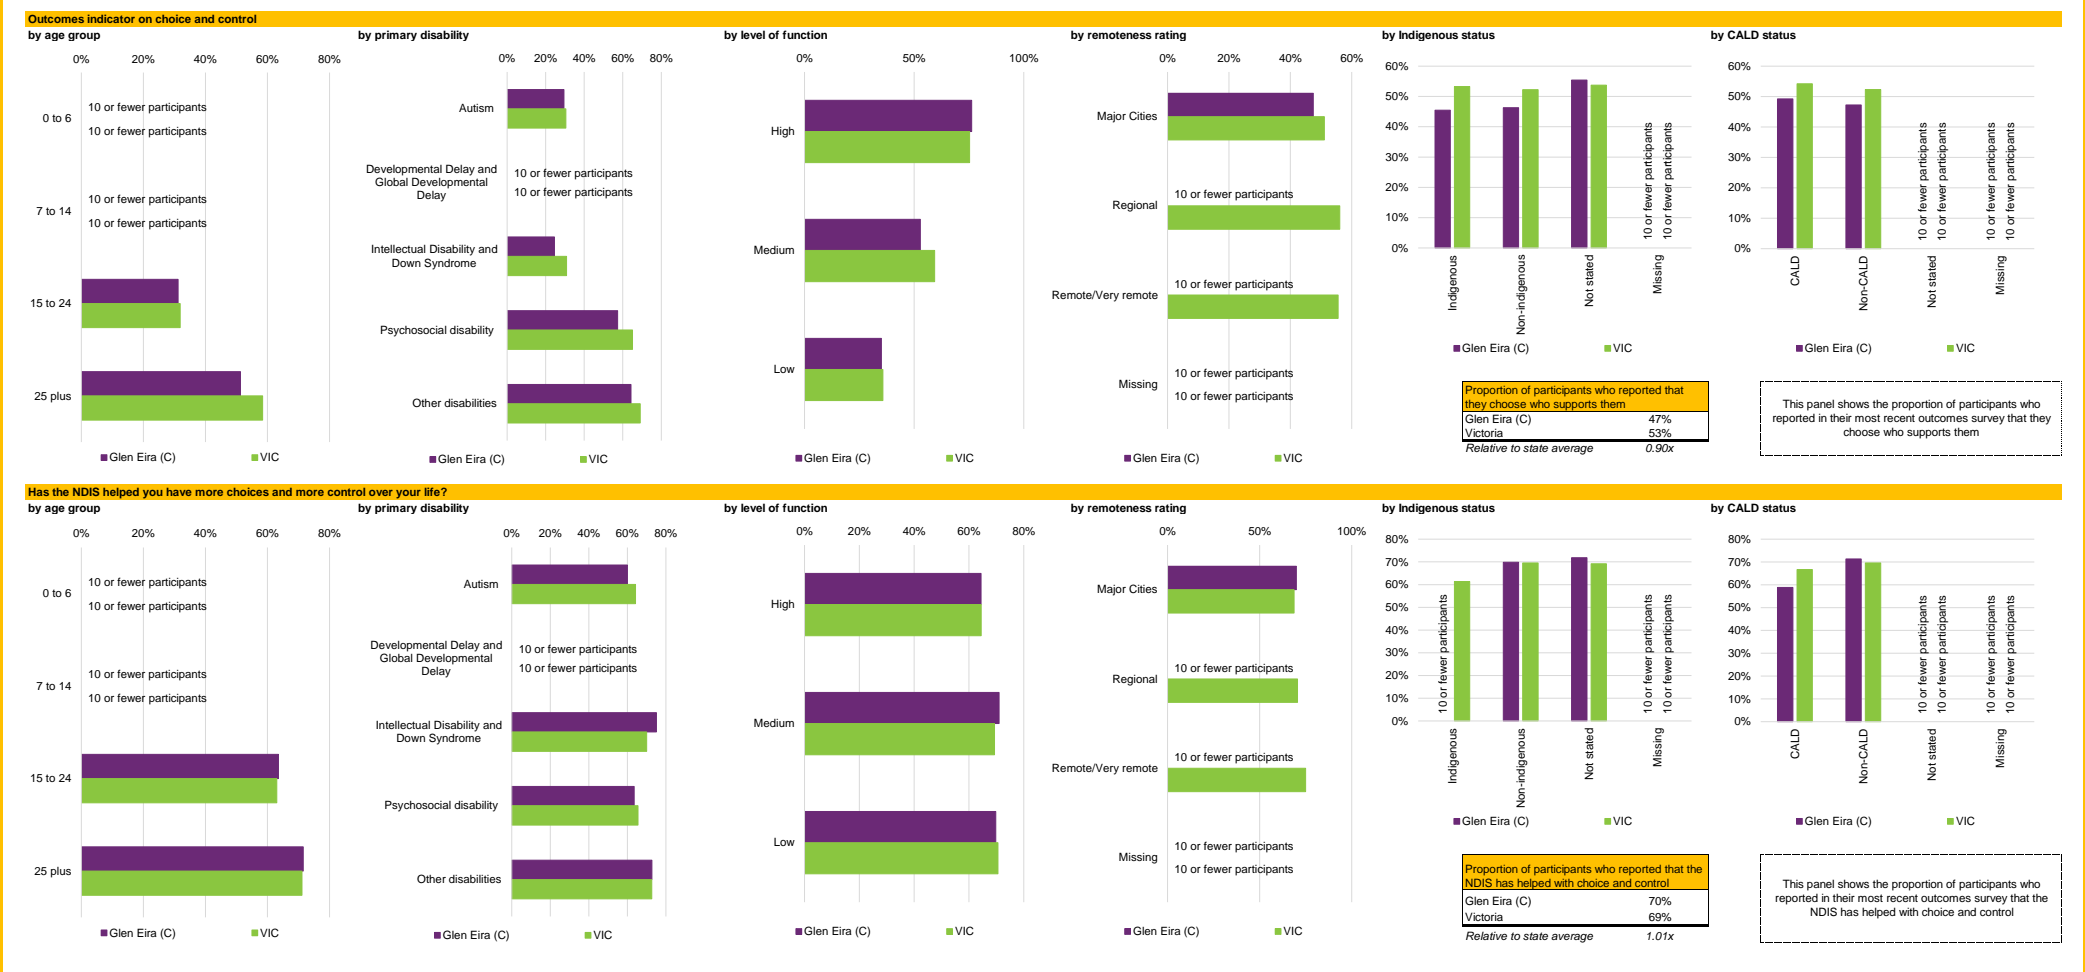 Outcomes indicator on choice and control
by age group
0% 20% 40% 60% 80%
0 to 6
10 or fewer participants
10 or fewer participants
7 to 14
10 or fewer participants
10 or fewer participants
15 to 24
25 plus
Glen Eira (C) VIC
by primary disability
0% 20% 40% 60% 80%
Autism
Developmental Delay and
Global Developmental
Delay
10 or fewer participants
10 or fewer participants
Intellectual Disability and
Down Syndrome
Psychosocial disability
Other disabilities
Glen Eira (C) VIC
by level of function
0% 50% 100%
High
Medium
Low
Glen Eira (C) VIC
by remoteness rating
0% 20% 40% 60%
Major Cities
Regional
10 or fewer participants
Remote/Very remote
10 or fewer participants
Missing
10 or fewer participants
10 or fewer participants
Glen Eira (C) VIC
by Indigenous status
60%
50%
40%
30%
20%
10%
0%
Indigenous
Non-indigenous
Not stated
Missing
10 or fewer participants
10 or fewer participants
Glen Eira (C) VIC
Proportion of participants who reported that
they choose who supports them
Glen Eira (C) 47%
Victoria 53%
Relative to state average 0.90x
by CALD status
60%
50%
40%
30%
20%
10%
0%
CALD
Non-CALD
Not stated
Missing
10 or fewer participants
10 or fewer participants
10 or fewer participants
10 or fewer participants
Glen Eira (C) VIC
This panel shows the proportion of participants who
reported in their most recent outcomes survey that they
choose who supports them
Has the NDIS helped you have more choices and more control over your life?
by age group
0% 20% 40% 60% 80%
0 to 6
10 or fewer participants
10 or fewer participants
7 to 14
10 or fewer participants
10 or fewer participants
15 to 24
25 plus
Glen Eira (C) VIC
by primary disability
0% 20% 40% 60% 80%
Autism
Developmental Delay and
Global Developmental
Delay
10 or fewer participants
10 or fewer participants
Intellectual Disability and
Down Syndrome
Psychosocial disability
Other disabilities
Glen Eira (C) VIC
by level of function
0% 20% 40% 60% 80%
High
Medium
Low
Glen Eira (C) VIC
by remoteness rating
0% 50% 100%
Major Cities
Regional
10 or fewer participants
Remote/Very remote
10 or fewer participants
Missing
10 or fewer participants
10 or fewer participants
Glen Eira (C) VIC
by Indigenous status
80%
70%
60%
50%
40%
30%
20%
10%
0%
10 or fewer participants
Indigenous
Non-indigenous
Not stated
Missing
10 or fewer participants
10 or fewer participants
Glen Eira (C) VIC
Proportion of participants who reported that the
NDIS has helped with choice and control
Glen Eira (C) 70%
Victoria 69%
Relative to state average 1.01x
by CALD status
80%
70%
60%
50%
40%
30%
20%
10%
0%
CALD
Non-CALD
Not stated
Missing
10 or fewer participants
10 or fewer participants
10 or fewer participants
10 or fewer participants
Glen Eira (C) VIC
This panel shows the proportion of participants who
reported in their most recent outcomes survey that the
NDIS has helped with choice and control